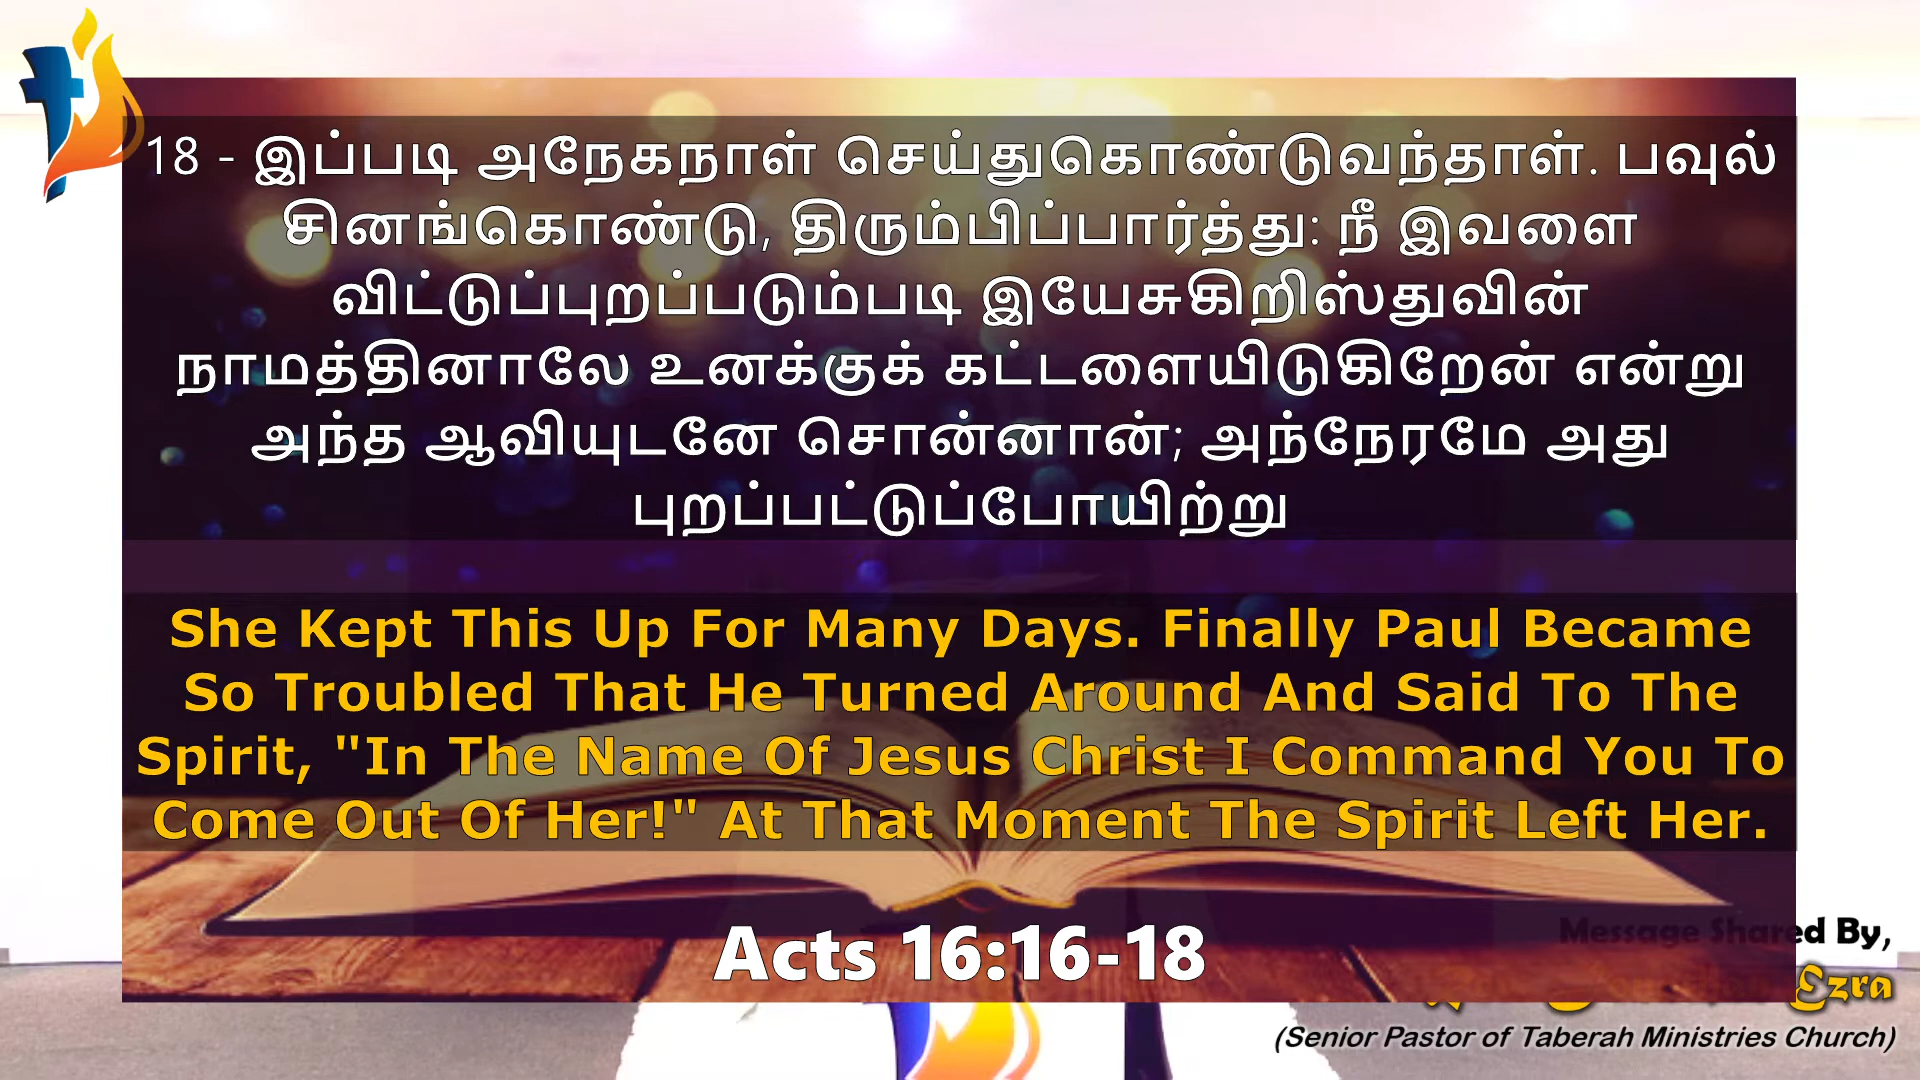 18 - இப்படி அநேகநாள் செய்துகொண்டுவந்தாள். பவுல்
சினங்கொண்டு, திரும்பிப்பார்த்து: நீ இவளை
விட்டுப்புறப்படும்படி இயேசுகிறிஸ்துவின்
நாமத்தினாலே உனக்குக் கட்டளையிடுகிறேன் என்று
அந்த ஆவியுடனே சொன்னான்; அந்நேரமே அது
புறப்பட்டுப்போயிற்று
She Kept This Up For Many Days. Finally Paul Became
So Troubled That He Turned Around And Said To The
Spirit, "In The Name Of Jesus Christ I Command You To
Come Out Of Her!" At That Moment The Spirit Left Her.
Acts 16:16-18
Message Shared By,
Ezra
(Senior Pastor of Taberah Ministries Church)